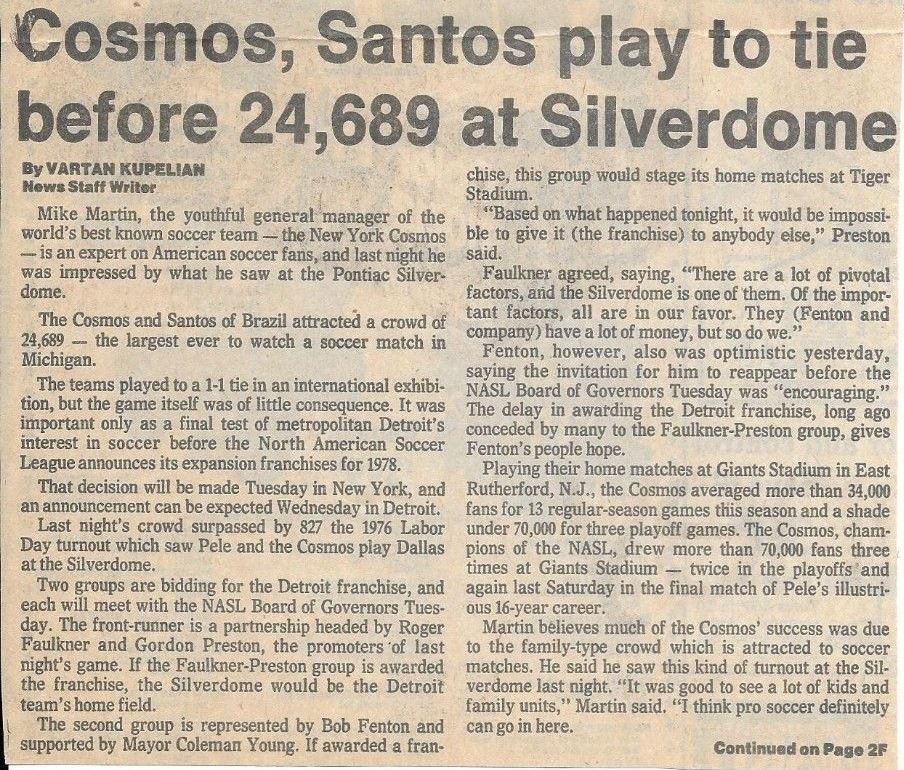 Cosmos, Santos play to tie
before 24,689 at Silverdome
By VARTAN KUPELIAN
News Staff Writer
Mike Martin, the youthful general manager of the
world's best known soccer team — the New York Cosmos
— is an expert on American soccer fans, and last night he
was impressed by what he saw at the Pontiac Silver-
dome.
The Cosmos and Santos of Brazil attracted a crowd of
24,689 — the largest ever to watch a soccer match in
Michigan.
The teams played to a 1-1 tie in an international exhibi-
tion, but the game itself was of little consequence. It was
important only as a final test of metropolitan Detroit's
interest in soccer before the North American Soccer
League announces its expansion franchises for 1978.
That decision will be made Tuesday in New York, and
an announcement can be expected Wednesday in Detroit.
Last night's crowd surpassed by 827 the 1976 Labor
Day turnout which saw Pele and the Cosmos play Dallas
at the Silverdome.
Two groups are bidding for the Detroit franchise, and
each will meet with the NASL Board of Governors Tues-
day. The front-runner is a partnership headed by Roger
Faulkner and Gordon Preston, the promoters of last
night's game. If the Faulkner-Preston group is awarded
the franchise, the Silverdome would be the Detroit
team's home field.
The second group is represented by Bob Fenton and
supported by Mayor Coleman Young. If awarded a fran-
chise, this group would stage its home matches at Tiger
Stadium.
"Based on what happened tonight, it would be impossi-
ble to give it (the franchise) to anybody else," Preston
said.
Faulkner agreed, saying, "There are a lot of pivotal
factors, and the Silverdome is one of them. Of the impor-
tant factors, all are in our favor. They (Fenton and
company) have a lot of money, but so do we."
Fenton, however, also was optimistic yesterday,
saying the invitation for him to reappear before the
NASL Board of Governors Tuesday was "encouraging."
The delay in awarding the Detroit franchise, long ago
conceded by many to the Faulkner-Preston group, gives
Fenton's people hope.
Playing their home matches at Giants Stadium in East
Rutherford, N.J., the Cosmos averaged more than 34,000
fans for 13 regular-season games this season and a shade
under 70,000 for three playoff games. The Cosmos, cham-
pions of the NASL, drew more than 70,000 fans three
times at Giants Stadium — twice in the playoffs and
again last Saturday in the final match of Pele's illustri-
ous 16-year career.
Martin believes much of the Cosmos' success was due
to the family-type crowd which is attracted to soccer
matches. He said he saw this kind of turnout at the Sil-
verdome last night. "It was good to see a lot of kids and
family units," Martin said. "I think pro soccer definitely
can go in here.
Continued on Page 2F